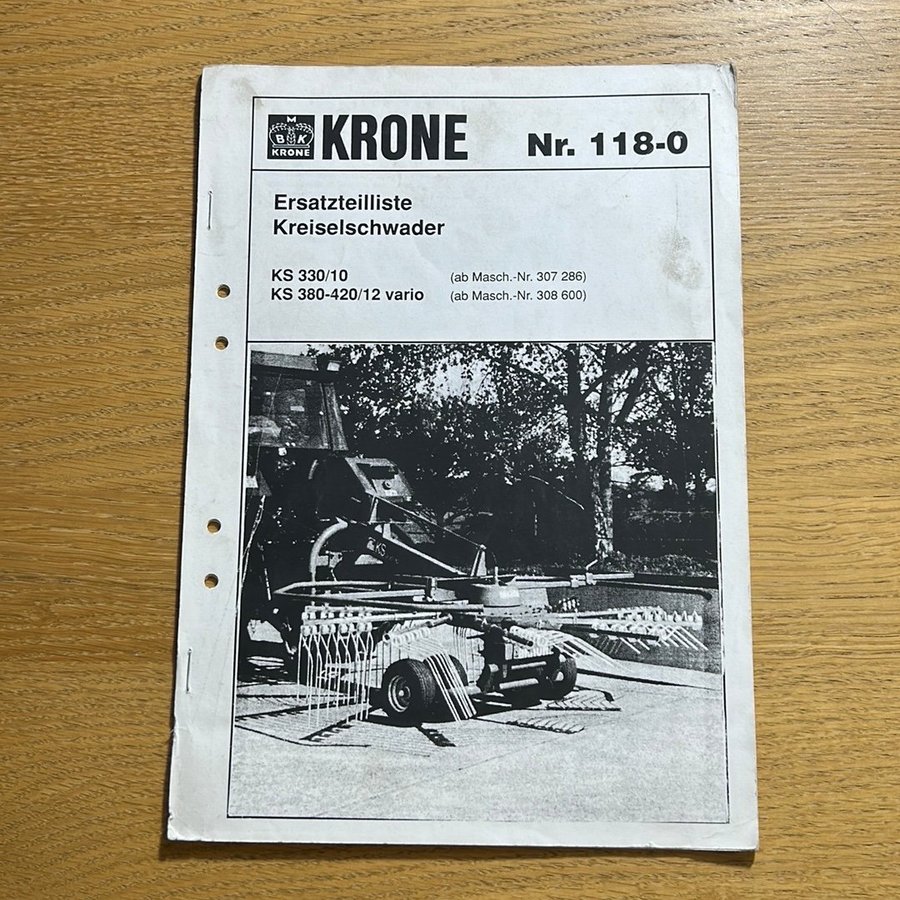 M
B K
KRONE
KRONE
Nr. 118-0
Ersatzteilliste
Kreiselschwader
KS 330/10 (ab Masch.-Nr. 307 286)
KS 380-420/12 vario (ab Masch.-Nr. 308 600)
KS